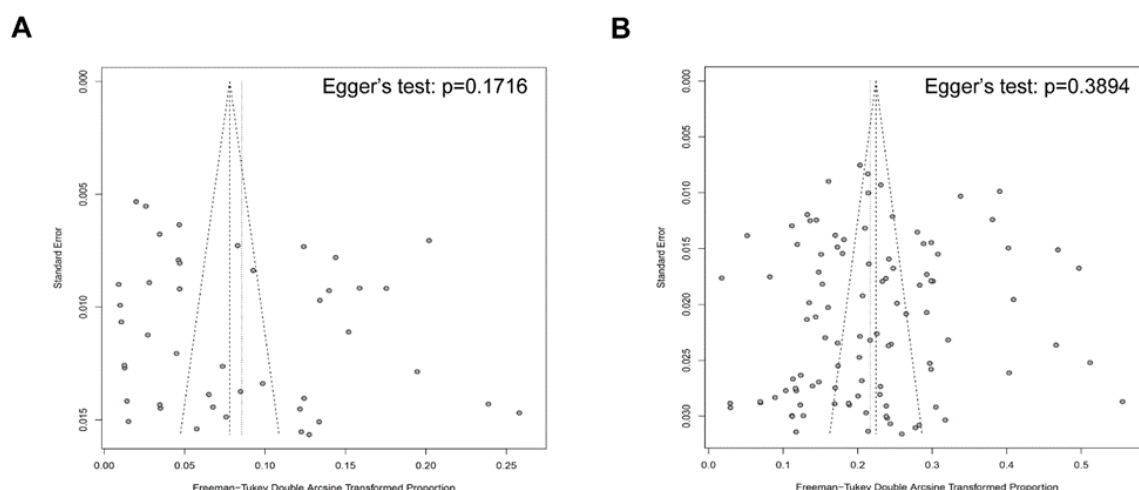 A
Egger's test: p=0.1716
0.000
0.005
0.010
0.015
Standard Error
0.00
0.05
0.10
0.15
0.20
0.25
Freeman-Tukey Double Arcsine Transformed Proportion
B
Egger's test: p=0.3894
0.000
0.005
0.010
0.015
0.020
0.025
0.030
Standard Error
0.0
0.1
0.2
0.3
0.4
0.5
Freeman-Tukey Double Arcsine Transformed Proportion